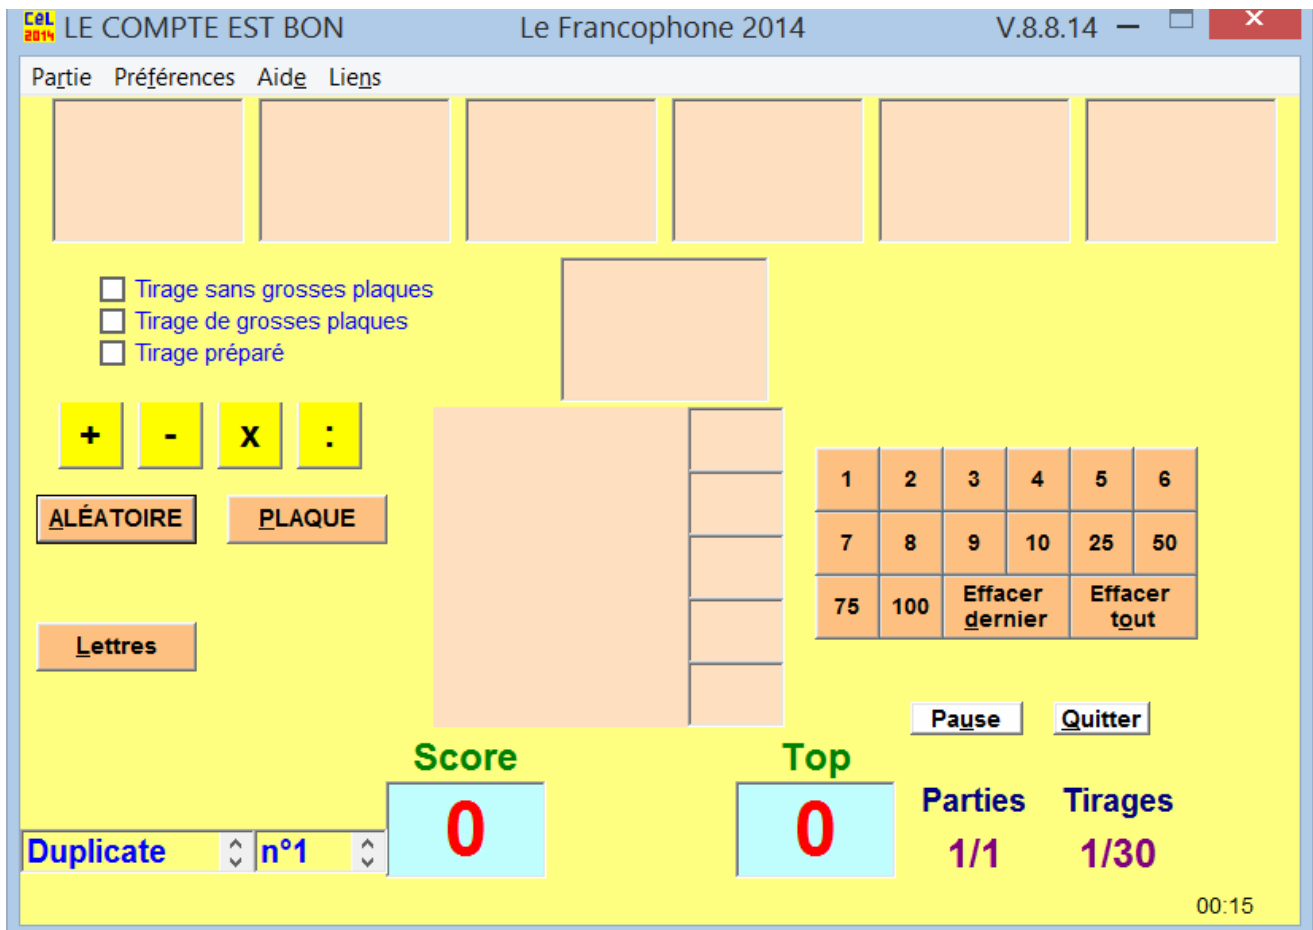 CéL
2014
LE COMPTE EST BON Le Francophone 2014 V.8.8.14
Partie Préférences Aide Liens
Tirage sans grosses plaques
Tirage de grosses plaques
Tirage préparé
+ - x :
ALÉATOIRE PLAQUE
Lettres
1 2 3 4 5 6
7 8 9 10 25 50
75 100 Effacer dernier Effacer tout
Pause Quitter
Score Top
0 0
Parties Tirages
1/1 1/30
Duplicate n°1
00:15